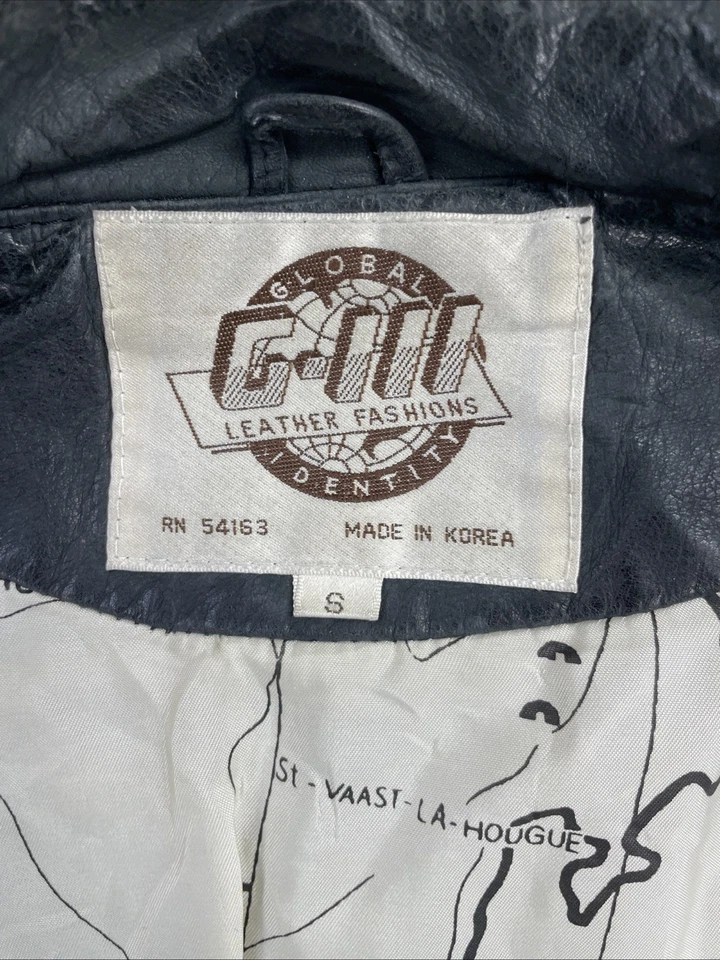 GLOBAL
G-III
LEATHER FASHIONS
IDENTITY
RN 54163 MADE IN KOREA
S
St-VAAST-LA-HOUGUE